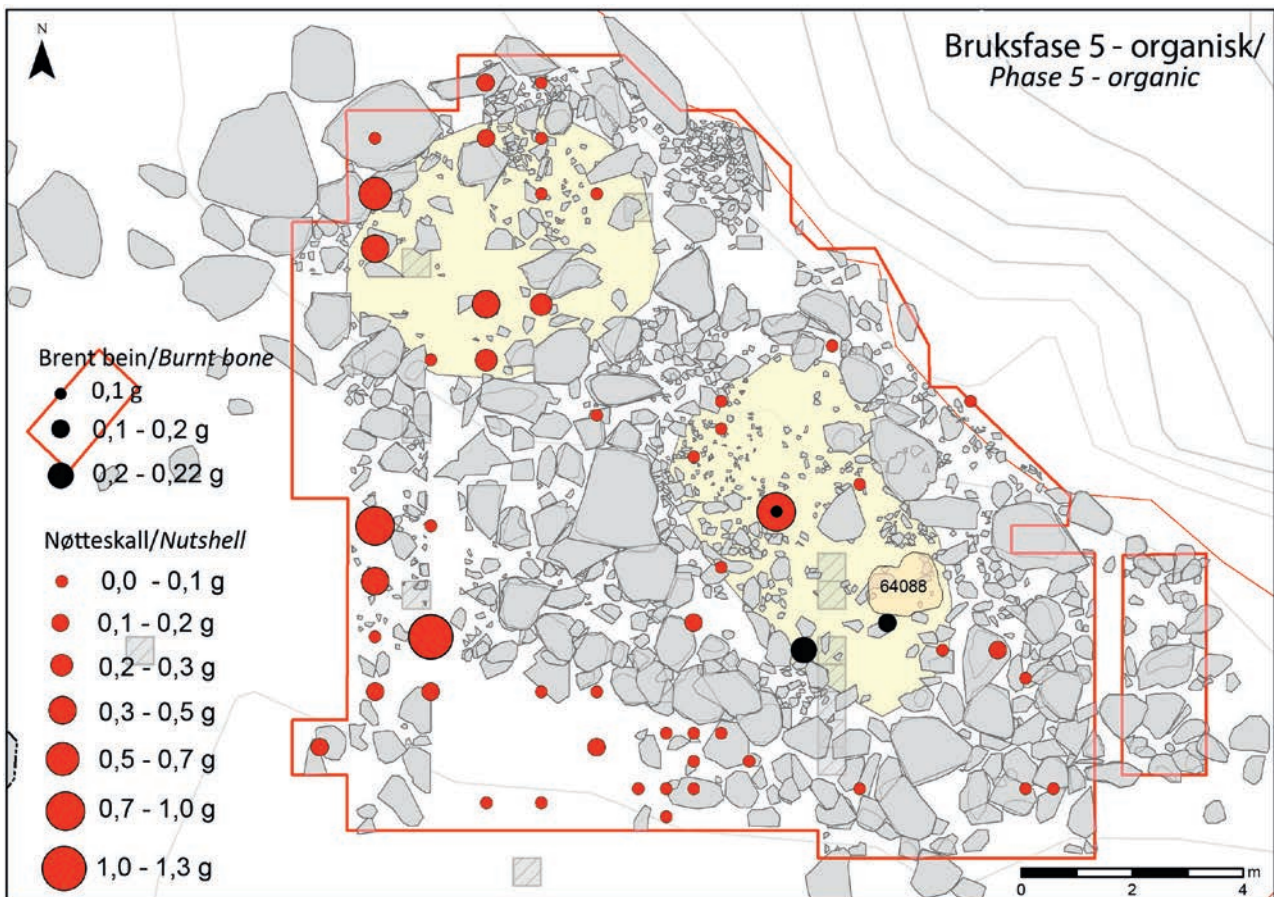 N
Bruksfase 5 - organisk/
Phase 5 - organic
Brent bein/Burnt bone
0,1 g
0,1 - 0,2 g
0,2 - 0,22 g
Nøtteskall/Nutshell
0,0 - 0,1 g
0,1 - 0,2 g
0,2 - 0,3 g
0,3 - 0,5 g
0,5 - 0,7 g
0,7 - 1,0 g
1,0 - 1,3 g
64088
m
0 2 4